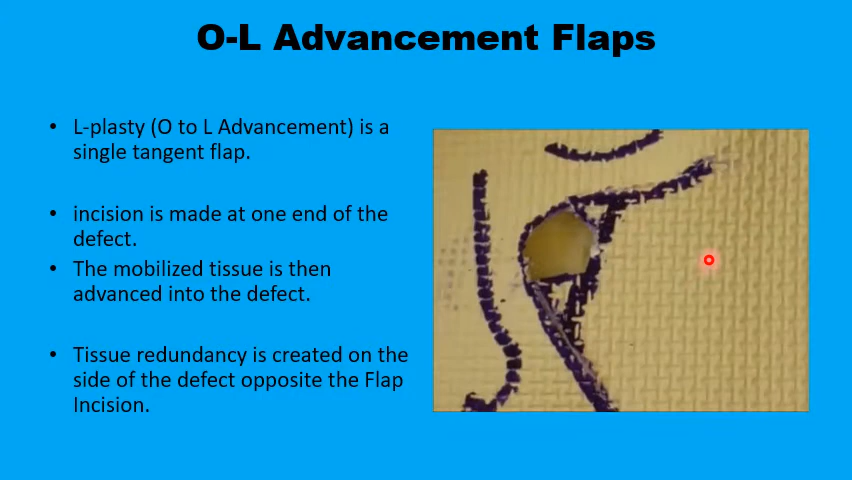 O-L Advancement Flaps
• L-plasty (O to L Advancement) is a
single tangent flap.
• incision is made at one end of the
defect.
• The mobilized tissue is then
advanced into the defect.
• Tissue redundancy is created on the
side of the defect opposite the Flap
Incision.